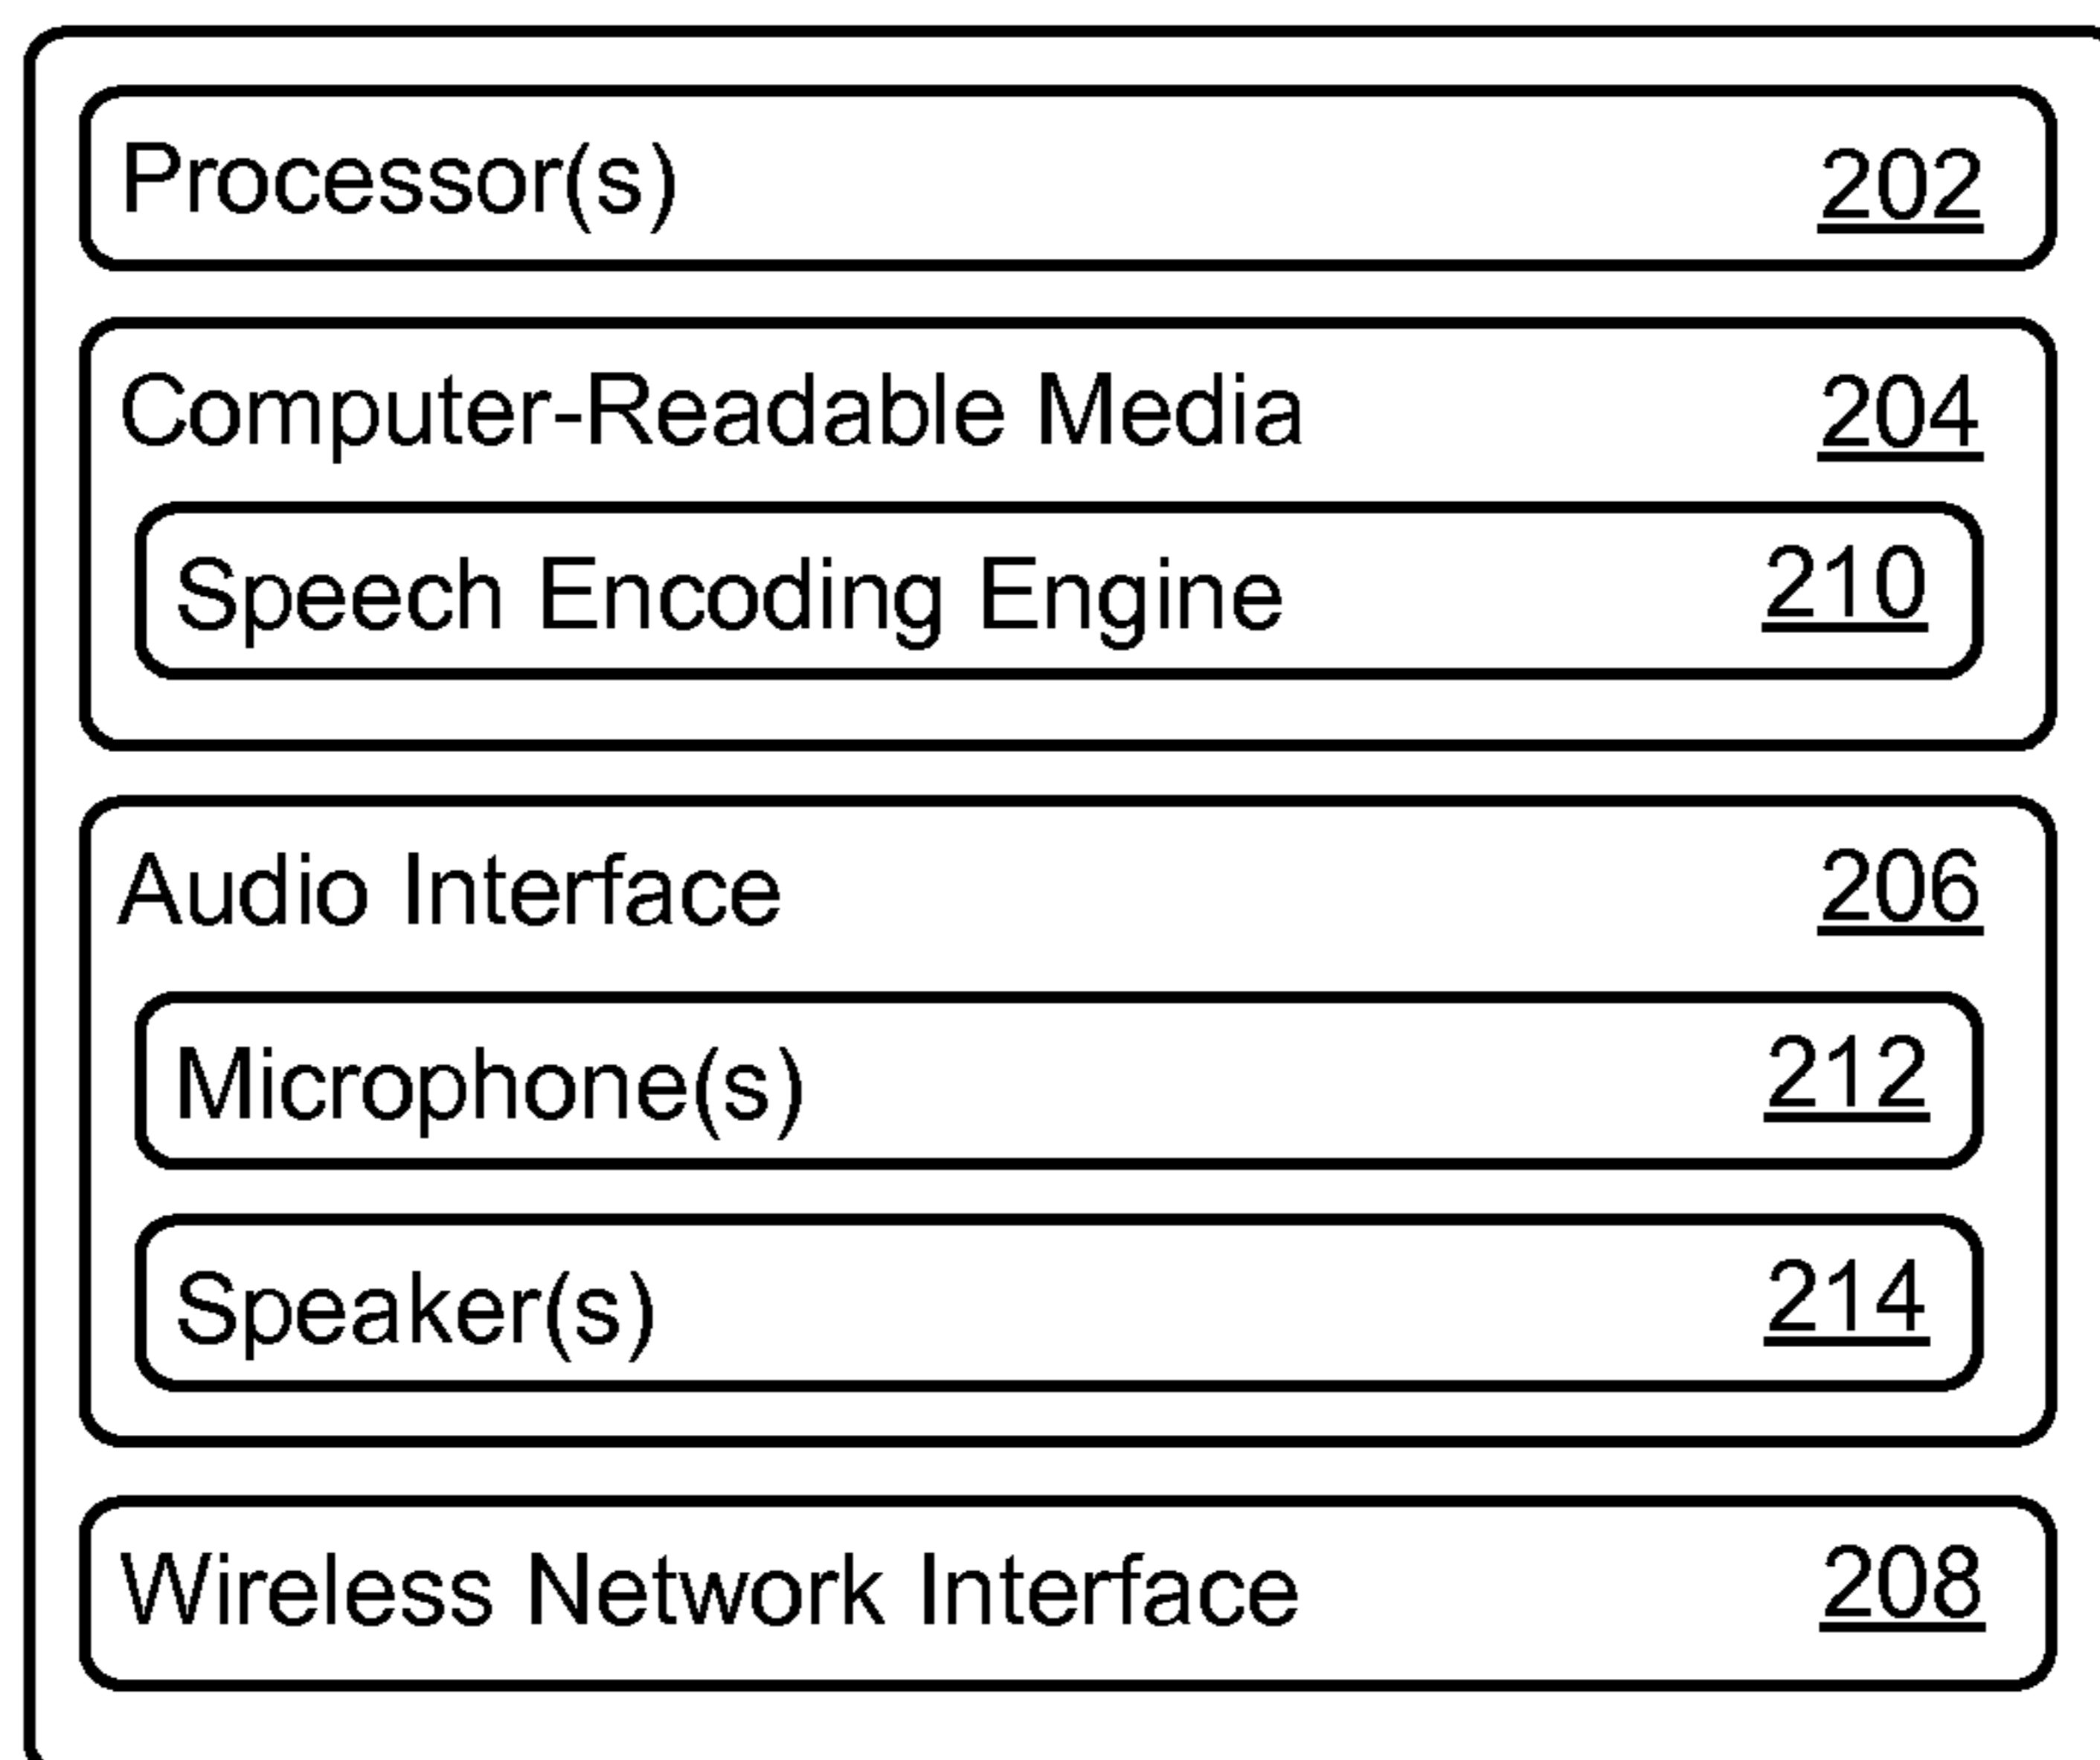 Processor(s) 202
Computer-Readable Media 204
Speech Encoding Engine 210
Audio Interface 206
Microphone(s) 212
Speaker(s) 214
Wireless Network Interface 208